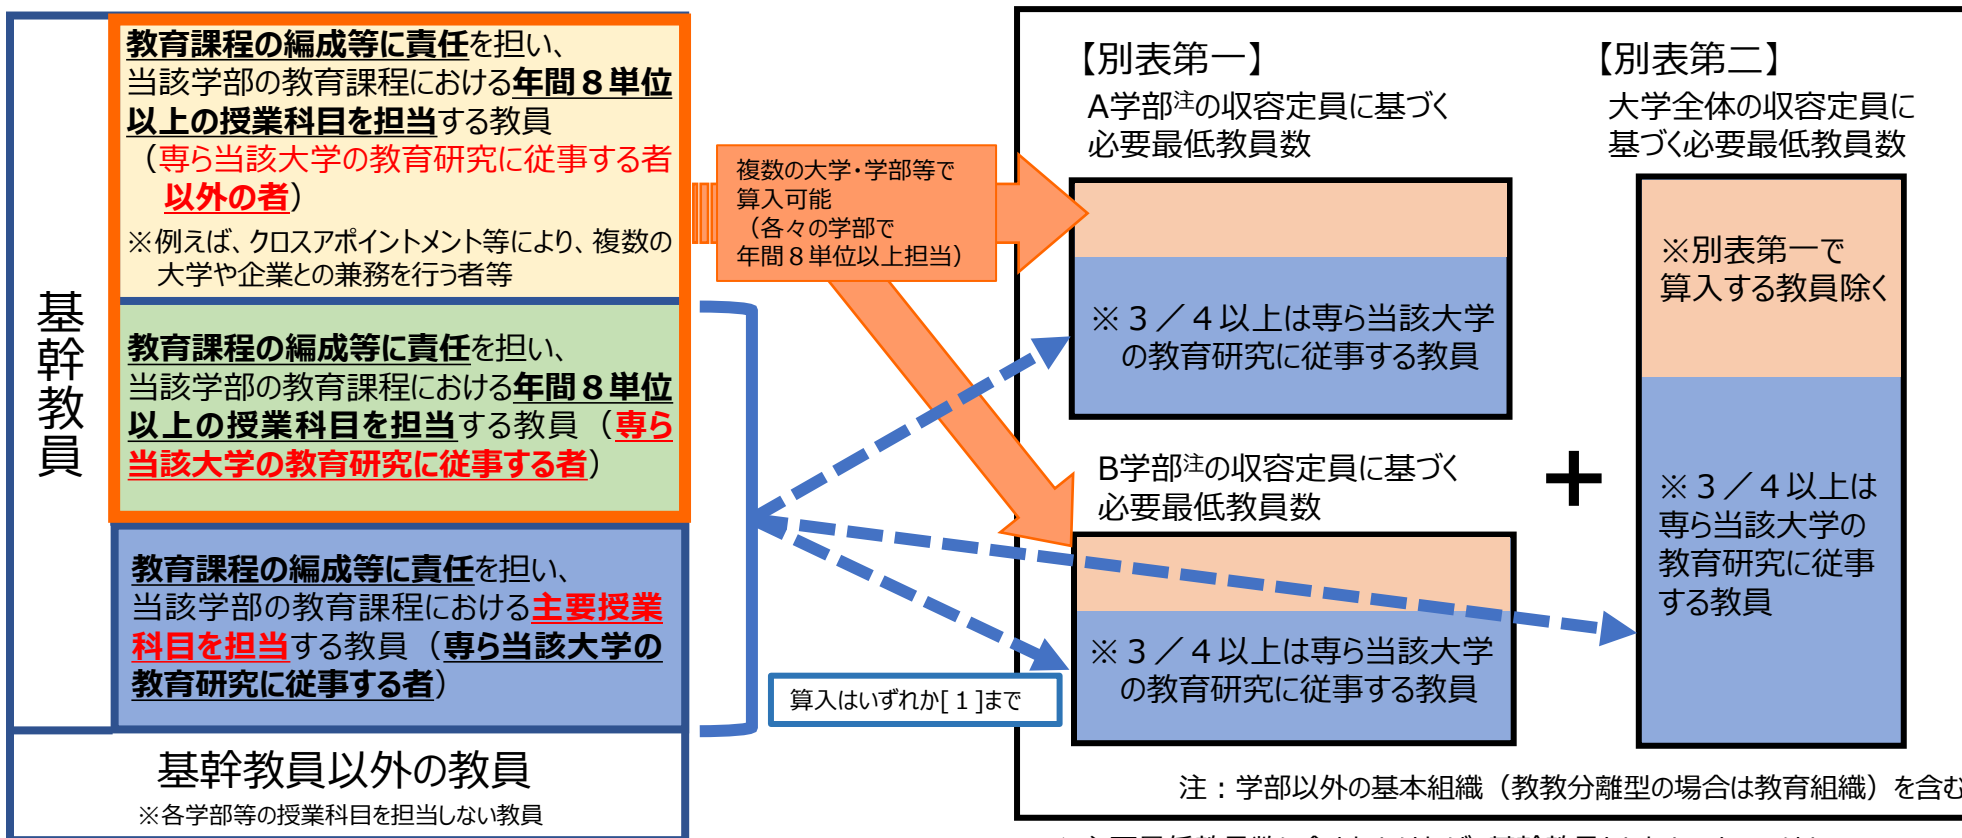 基幹教員
教育課程の編成等に責任を担い、
当該学部の教育課程における年間８単位
以上の授業科目を担当する教員
（専ら当該大学の教育研究に従事する者
以外の者）
※例えば、クロスアポイントメント等により、複数の
大学や企業との兼務を行う者等
教育課程の編成等に責任を担い、
当該学部の教育課程における年間８単位
以上の授業科目を担当する教員（専ら
当該大学の教育研究に従事する者）
教育課程の編成等に責任を担い、
当該学部の教育課程における主要授業
科目を担当する教員（専ら当該大学の
教育研究に従事する者）
基幹教員以外の教員
※各学部等の授業科目を担当しない教員
複数の大学・学部等で
算入可能
（各々の学部で
年間８単位以上担当）
算入はいずれか[１]まで
【別表第一】
A学部注の収容定員に基づく
必要最低教員数
※３／４以上は専ら当該大学
の教育研究に従事する教員
B学部注の収容定員に基づく
必要最低教員数
※３／４以上は専ら当該大学
の教育研究に従事する教員
＋
【別表第二】
大学全体の収容定員に
基づく必要最低教員数
※別表第一で
算入する教員除く
※３／４以上は
専ら当該大学の
教育研究に従事
する教員
注：学部以外の基本組織（教教分離型の場合は教育組織）を含む